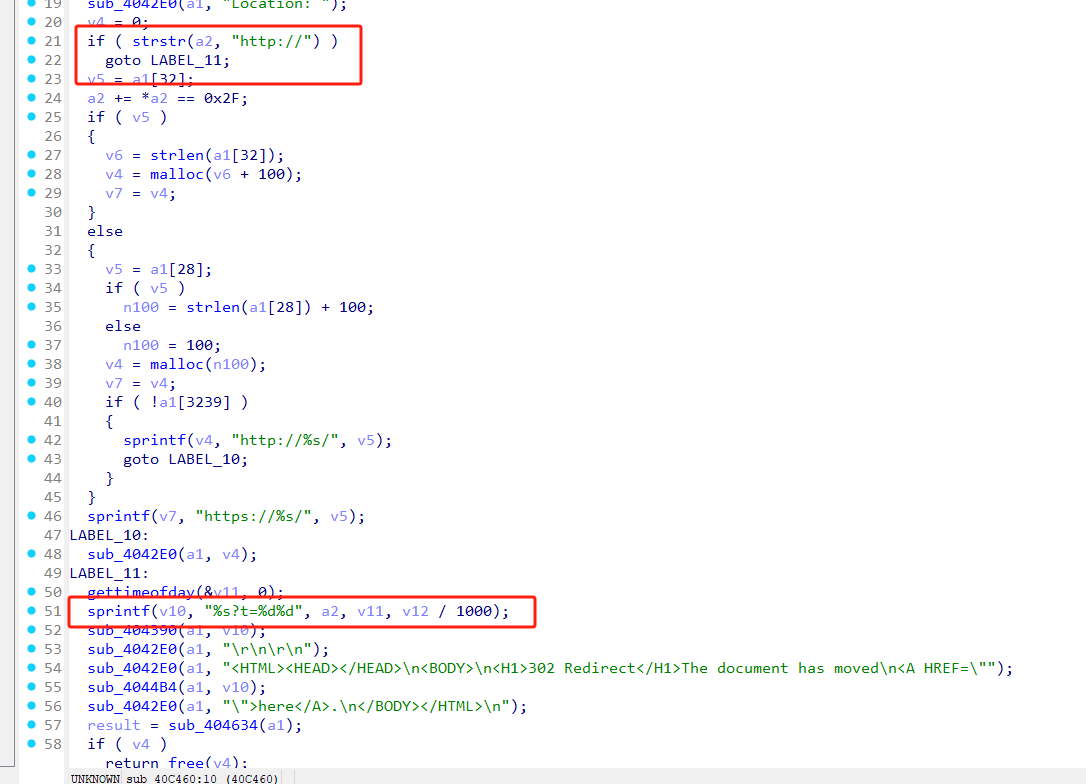 19 sub_4042E0(a1, "Location: ");
20 v4 = 0;
21 if ( strstr(a2, "http://") )
22 goto LABEL_11;
23 v5 = a1[32];
24 a2 += *a2 == 0x2F;
25 if ( v5 )
26 {
27 v6 = strlen(a1[32]);
28 v4 = malloc(v6 + 100);
29 v7 = v4;
30 }
31 else
32 {
33 v5 = a1[28];
34 if ( v5 )
35 n100 = strlen(a1[28]) + 100;
36 else
37 n100 = 100;
38 v4 = malloc(n100);
39 v7 = v4;
40 if ( !a1[3239] )
41 {
42 sprintf(v4, "http://%s/", v5);
43 goto LABEL_10;
44 }
45 }
46 sprintf(v7, "https://%s/", v5);
47 LABEL_10:
48 sub_4042E0(a1, v4);
49 LABEL_11:
50 gettimeofday(&v11, 0);
51 sprintf(v10, "%s?t=%d%d", a2, v11, v12 / 1000);
52 sub_404390(a1, v10);
53 sub_4042E0(a1, "\r\n\r\n");
54 sub_4042E0(a1, "<HTML><HEAD></HEAD>\n<BODY>\n<H1>302 Redirect</H1>The document has moved\n<A HREF=\"");
55 sub_4044B4(a1, v10);
56 sub_4042E0(a1, "\">here</A>.\n</BODY></HTML>\n");
57 result = sub_404634(a1);
58 if ( v4 )
return free(v4);
UNKNOWN sub_40C460:10 (40C460)